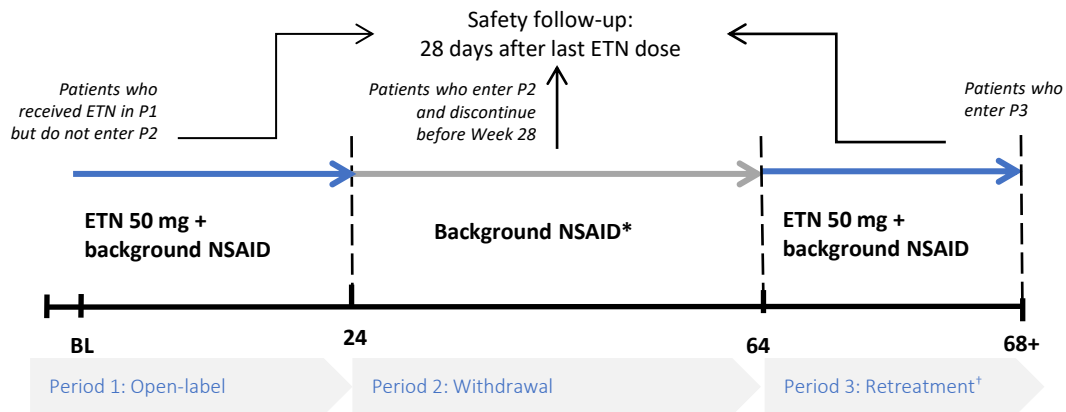 Safety follow-up:
28 days after last ETN dose
Patients who
received ETN in P1
but do not enter P2
Patients who enter P2
and discontinue
before Week 28
Patients who
enter P3
ETN 50 mg +
background NSAID
Background NSAID*
ETN 50 mg +
background NSAID
BL
24
64
68+
Period 1: Open-label
Period 2: Withdrawal
Period 3: Retreatment†